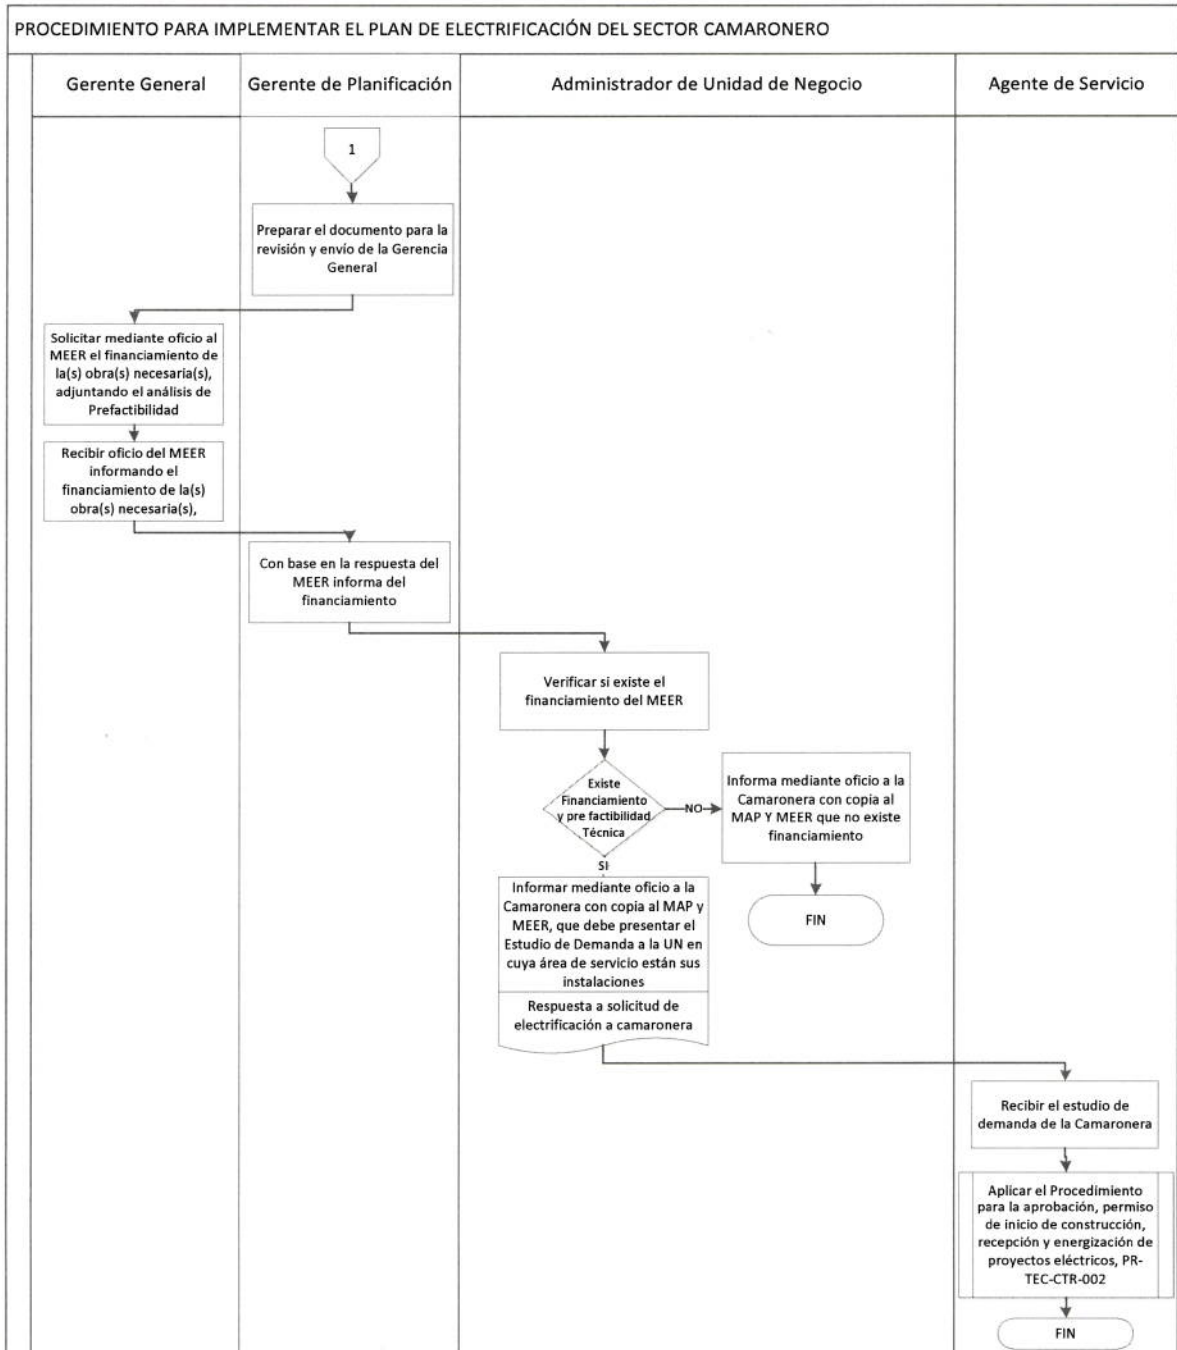 PROCEDIMIENTO PARA IMPLEMENTAR EL PLAN DE ELECTRIFICACIÓN DEL SECTOR CAMARONERO
Gerente General
Gerente de Planificación
Administrador de Unidad de Negocio
Agente de Servicio
1
Preparar el documento para la
revisión y envío de la Gerencia
General
Solicitar mediante oficio al
MEER el financiamiento de
la(s) obra(s) necesaria(s),
adjuntando el análisis de
Prefactibilidad
Recibir oficio del MEER
informando el
financiamiento de la(s)
obra(s) necesaria(s),
Con base en la respuesta del
MEER informa del
financiamiento
Verificar si existe el
financiamiento del MEER
Existe
Financiamiento
y pre factibilidad
Técnica
NO
Informa mediante oficio a la
Camaronera con copia al
MAP Y MEER que no existe
financiamiento
FIN
SI
Informar mediante oficio a la
Camaronera con copia al MAP y
MEER, que debe presentar el
Estudio de Demanda a la UN en
cuya área de servicio están sus
instalaciones
Respuesta a solicitud de
electrificación a camaronera
Recibir el estudio de
demanda de la Camaronera
Aplicar el Procedimiento
para la aprobación, permiso
de inicio de construcción,
recepción y energización de
proyectos eléctricos, PR-
TEC-CTR-002
FIN